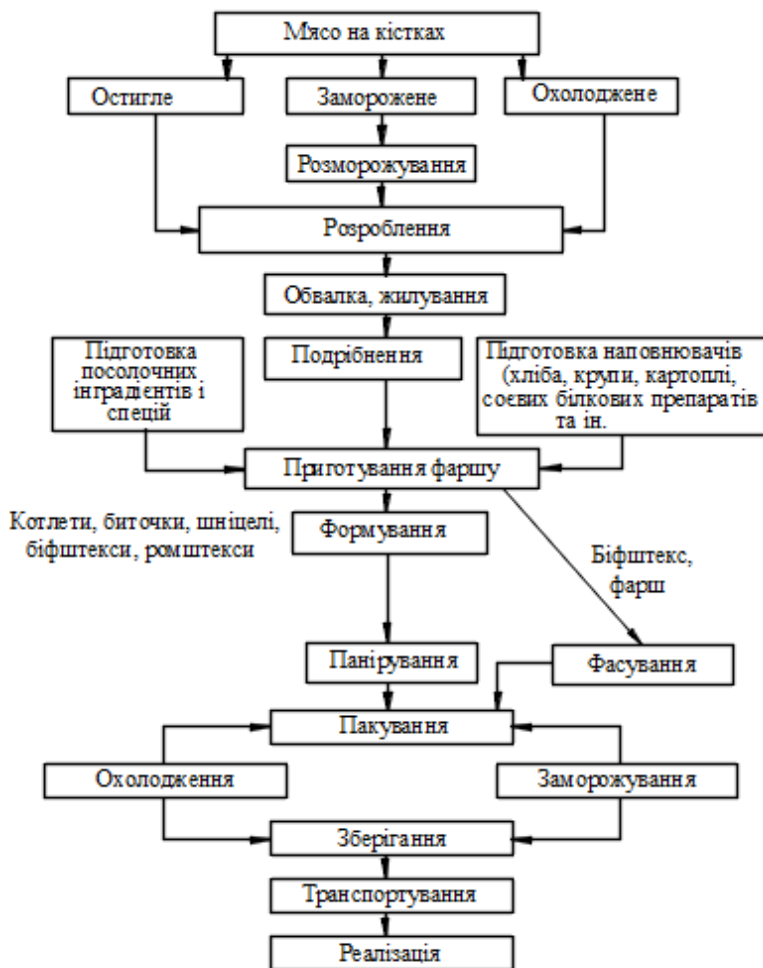 М'ясо на кістках
Остигле
Заморожене
Охолоджене
Розморожування
Розроблення
Обвалка, жилування
Підготовка
посолочних
інградієнтів і
спецій
Подрібнення
Підготовка наповнювачів
(хліба, крупи, картоплі,
соєвих білкових препаратів
та ін.
Приготування фаршу
Котлети, биточки, шніцелі,
біфштекси, ромштекси
Формування
Біфштекс,
фарш
Панірування
Фасування
Пакування
Охолодження
Заморожування
Зберігання
Транспортування
Реалізація